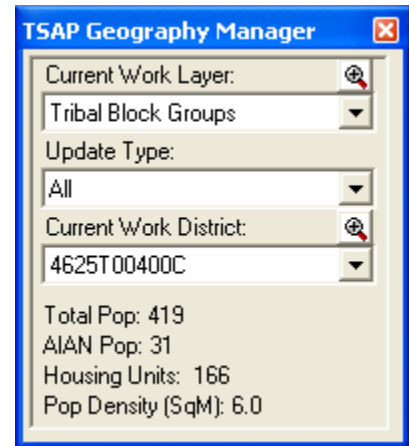 TSAP Geography Manager
Current Work Layer:
Tribal Block Groups
Update Type:
All
Current Work District:
4625T00400C
Total Pop: 419
AIAN Pop: 31
Housing Units: 166
Pop Density (SqM): 6.0